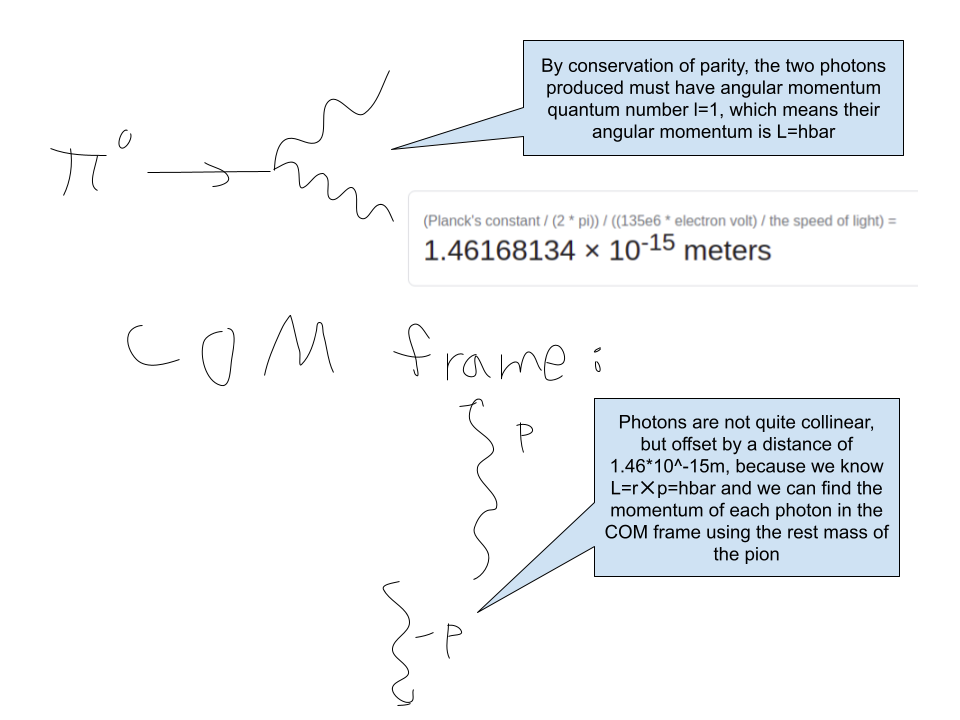 By conservation of parity, the two photons
produced must have angular momentum
quantum number l=1, which means their
angular momentum is L=hbar
π⁰
(Planck's constant / (2 * pi)) / ((135e6 * electron volt) / the speed of light) =
1.46168134 × 10⁻¹⁵ meters
COM frame:
p
Photons are not quite collinear,
but offset by a distance of
1.46*10^-15m, because we know
L=r✕p=hbar and we can find the
momentum of each photon in the
COM frame using the rest mass of
the pion
-p